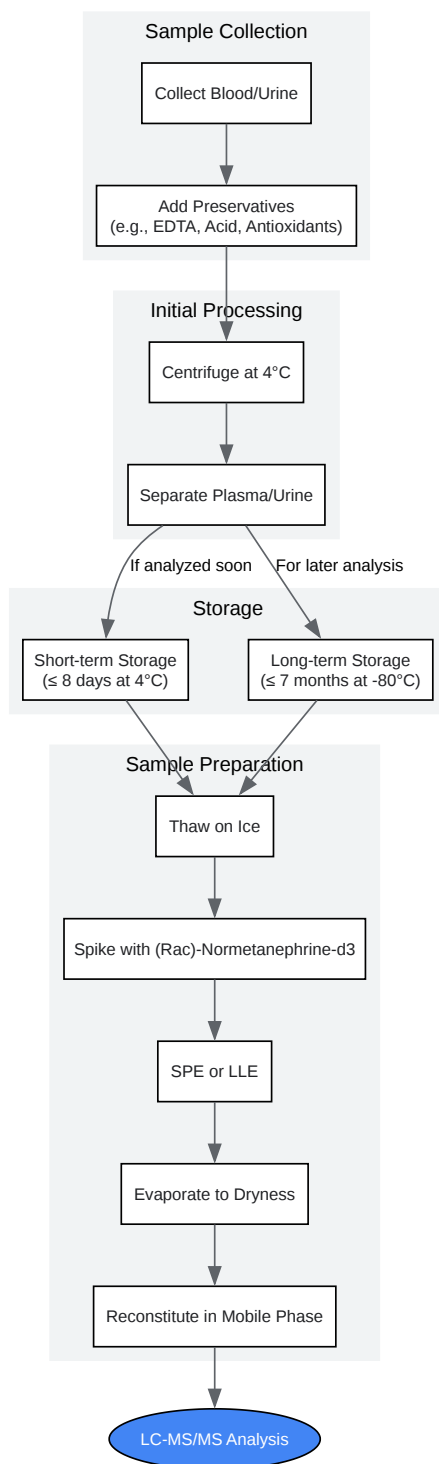 Sample Collection
Collect Blood/Urine
Add Preservatives
(e.g., EDTA, Acid, Antioxidants)
Initial Processing
Centrifuge at 4°C
Separate Plasma/Urine
If analyzed soon
For later analysis
Storage
Short-term Storage
(≤ 8 days at 4°C)
Long-term Storage
(≤ 7 months at -80°C)
Sample Preparation
Thaw on Ice
Spike with (Rac)-Normetanephrine-d3
SPE or LLE
Evaporate to Dryness
Reconstitute in Mobile Phase
LC-MS/MS Analysis